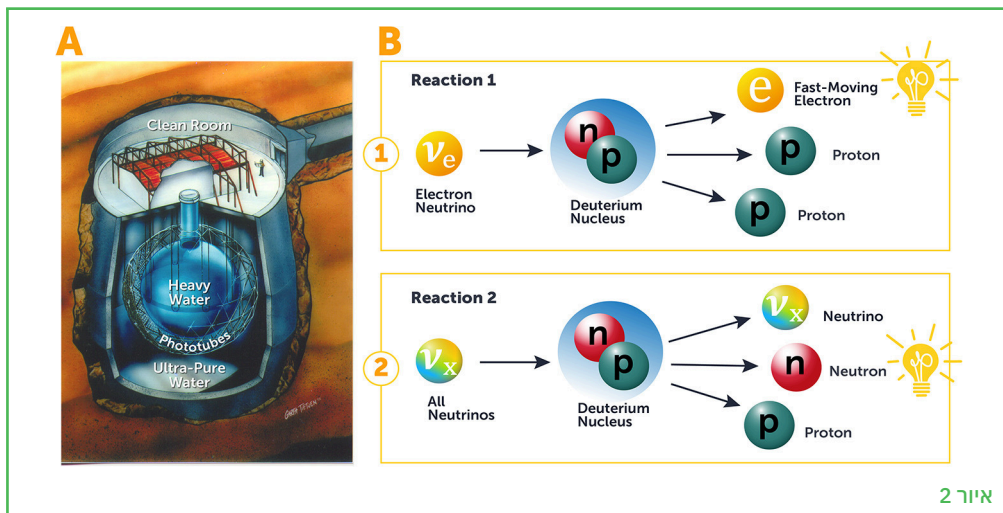 A
Clean Room
Heavy
Water
Phototubes
Ultra-Pure
Water
B
Reaction 1
1
νe
Electron
Neutrino
n
p
Deuterium
Nucleus
e
Fast-Moving
Electron
p
Proton
p
Proton
Reaction 2
2
νx
All
Neutrinos
n
p
Deuterium
Nucleus
νx
Neutrino
n
Neutron
p
Proton
איור 2